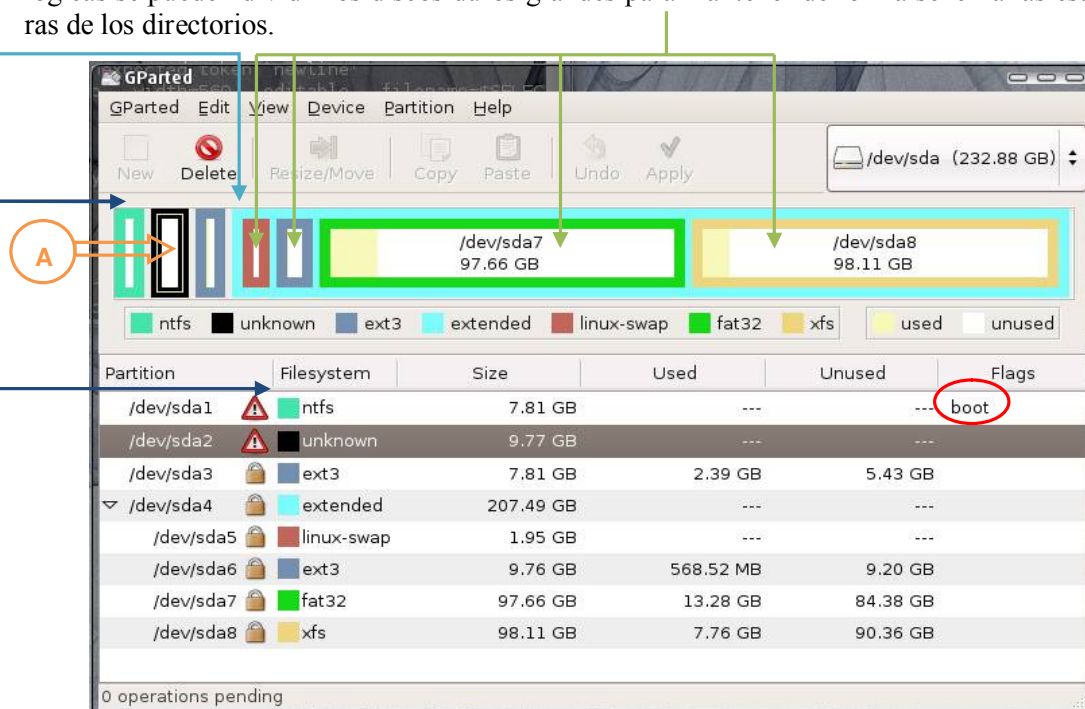 ras de los directorios.
GParted
GParted Edit View Device Partition Help
New Delete Resize/Move Copy Paste Undo Apply
/dev/sda (232.88 GB)
A
/dev/sda7
97.66 GB
/dev/sda8
98.11 GB
ntfs unknown ext3 extended linux-swap fat32 xfs used unused
Partition Filesystem Size Used Unused Flags
/dev/sda1 ntfs 7.81 GB --- --- boot
/dev/sda2 unknown 9.77 GB --- ---
/dev/sda3 ext3 7.81 GB 2.39 GB 5.43 GB
/dev/sda4 extended 207.49 GB --- ---
/dev/sda5 linux-swap 1.95 GB --- ---
/dev/sda6 ext3 9.76 GB 568.52 MB 9.20 GB
/dev/sda7 fat32 97.66 GB 13.28 GB 84.38 GB
/dev/sda8 xfs 98.11 GB 7.76 GB 90.36 GB
0 operations pending